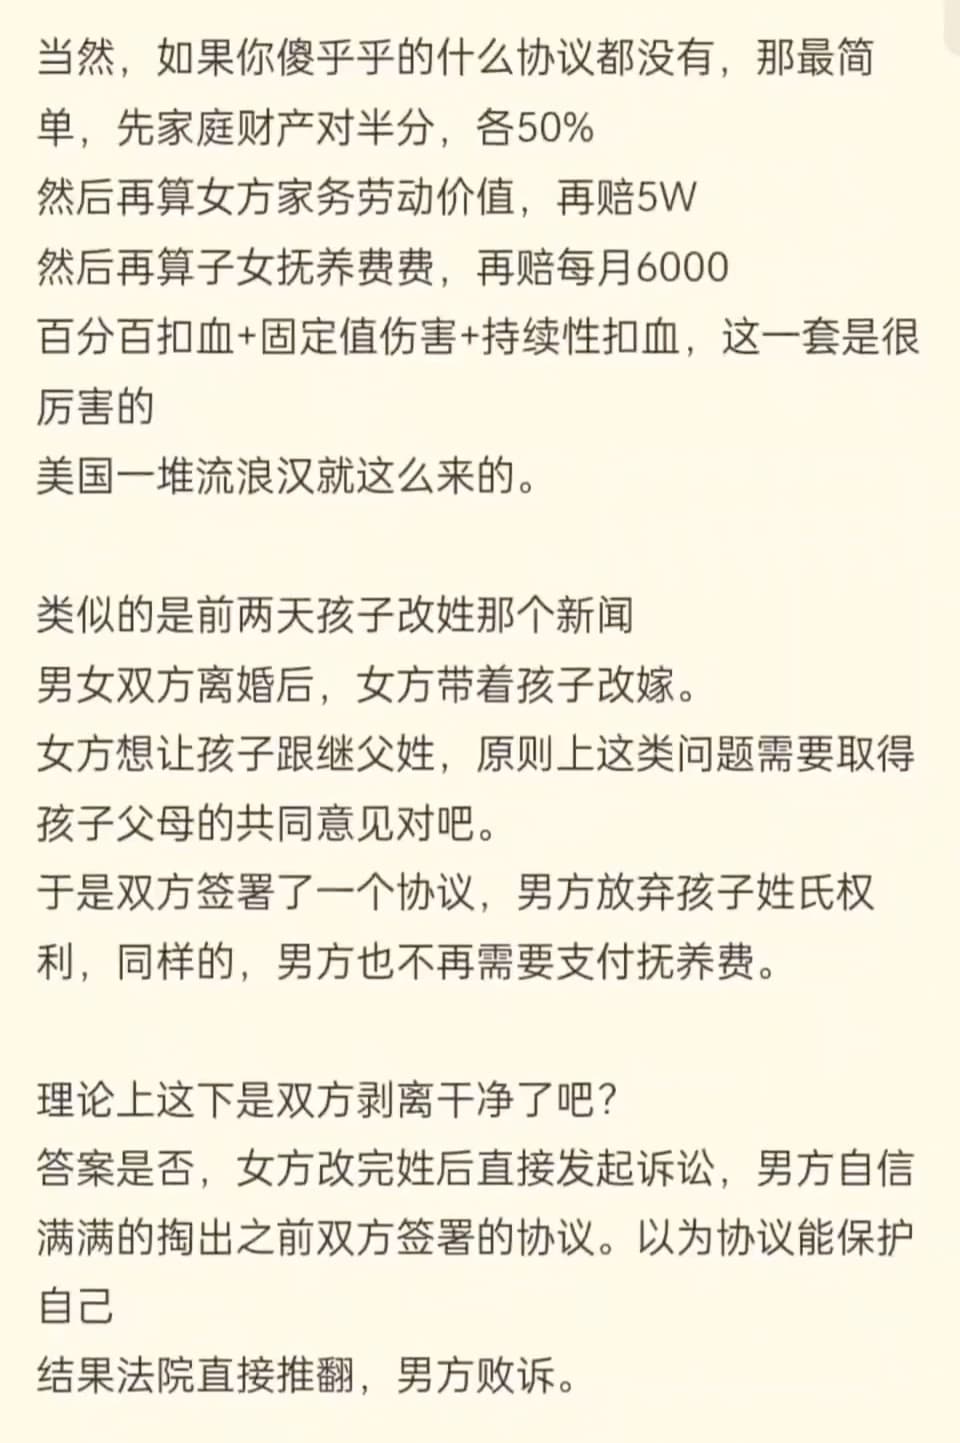 当然，如果你傻乎乎的什么协议都没有，那最简
单，先家庭财产对半分，各50%
然后再算女方家务劳动价值，再赔5W
然后再算子女抚养费费，再赔每月6000
百分百扣血+固定值伤害+持续性扣血，这一套是很
厉害的
美国一堆流浪汉就这么来的。
类似的是前两天孩子改姓那个新闻
男女双方离婚后，女方带着孩子改嫁。
女方想让孩子跟继父姓，原则上这类问题需要取得
孩子父母的共同意见对吧。
于是双方签署了一个协议，男方放弃孩子姓氏权
利，同样的，男方也不再需要支付抚养费。
理论上这下是双方剥离干净了吧？
答案是否，女方改完姓后直接发起诉讼，男方自信
满满的掏出之前双方签署的协议。以为协议能保护
自己
结果法院直接推翻，男方败诉。